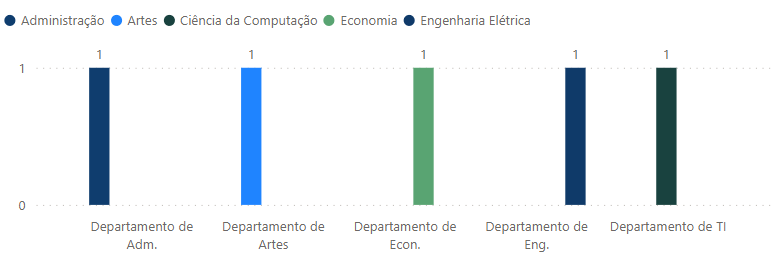 Administração Artes Ciência da Computação Economia Engenharia Elétrica
1 1 1 1 1
1
0
Departamento de Adm. Departamento de Artes Departamento de Econ. Departamento de Eng. Departamento de TI